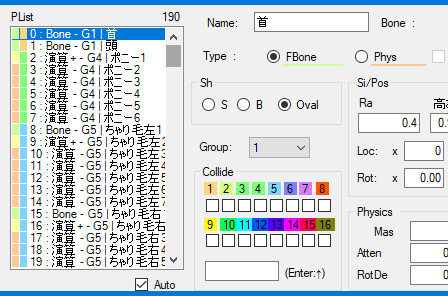 PList 190
0 : Bone - G1 | 首
1 : Bone - G1 | 頭
2 : 演算 + - G4 | ポニー1
3 : 演算 - G4 | ポニー2
4 : 演算 - G4 | ポニー3
5 : 演算 - G4 | ポニー4
6 : 演算 - G4 | ポニー5
7 : 演算 - G4 | ポニー6
8 : Bone - G5 | ちゃり毛左1
9 : 演算 + - G5 | ちゃり毛左2
10 : 演算 - G5 | ちゃり毛左
11 : 演算 - G5 | ちゃり毛左
12 : 演算 - G5 | ちゃり毛左
13 : 演算 - G5 | ちゃり毛左
14 : 演算 - G5 | ちゃり毛左
15 : Bone - G5 | ちゃり毛右
16 : 演算 + - G5 | ちゃり毛右
17 : 演算 - G5 | ちゃり毛右
18 : 演算 - G5 | ちゃり毛右
19 : 演算 - G5 | ちゃり毛右
Auto
Name: 首 Bone :
Type : FBone Phys
Sh
S B Oval
Group: 1
Collide
1 2 3 4 5 6 7 8
9 10 11 12 13 14 15 16
(Enter:↑)
Si/Pos
Ra
0.4
Loc: x 0
Rot: x 0.00
Physics
Mas
Atten
RotDe